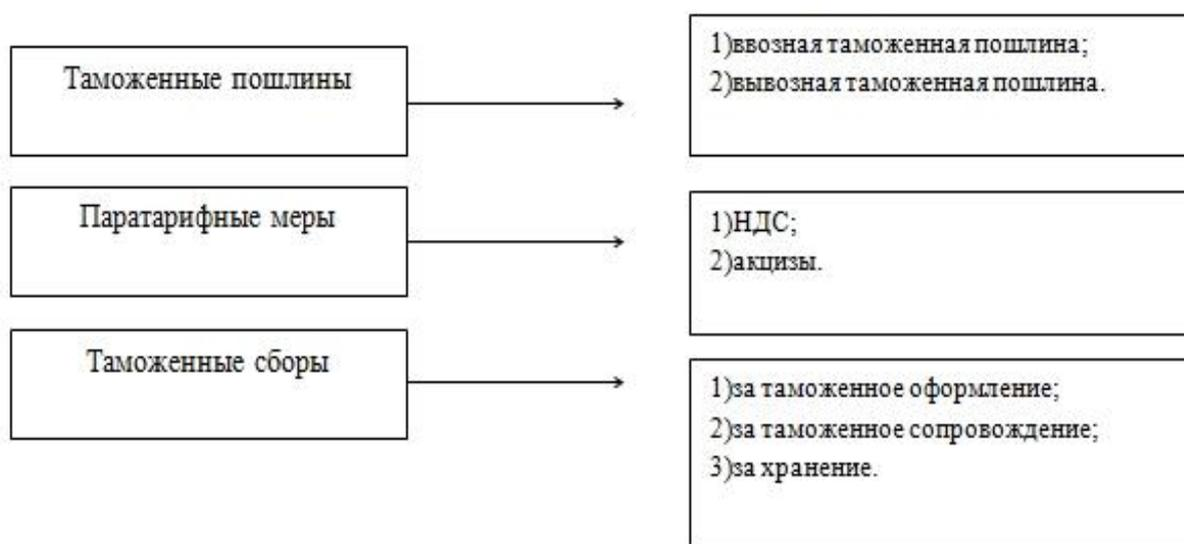 Таможенные пошлины
1)ввозная таможенная пошлина;
2)вывозная таможенная пошлина.
Паратарифные меры
1)НДС;
2)акцизы.
Таможенные сборы
1)за таможенное оформление;
2)за таможенное сопровождение;
3)за хранение.